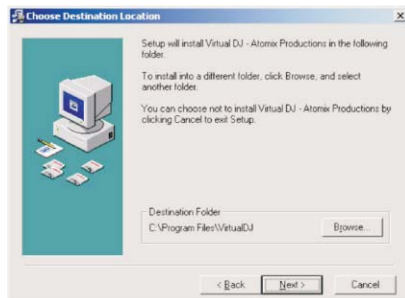 Choose Destination Location
Setup will install Virtual DJ - Atomix Productions in the following
folder.
To install into a different folder, click Browse, and select
another folder.
You can choose not to install Virtual DJ - Atomix Productions by
clicking Cancel to exit Setup.
Destination Folder
C:\Program Files\VirtualDJ
Browse...
< Back
Next >
Cancel